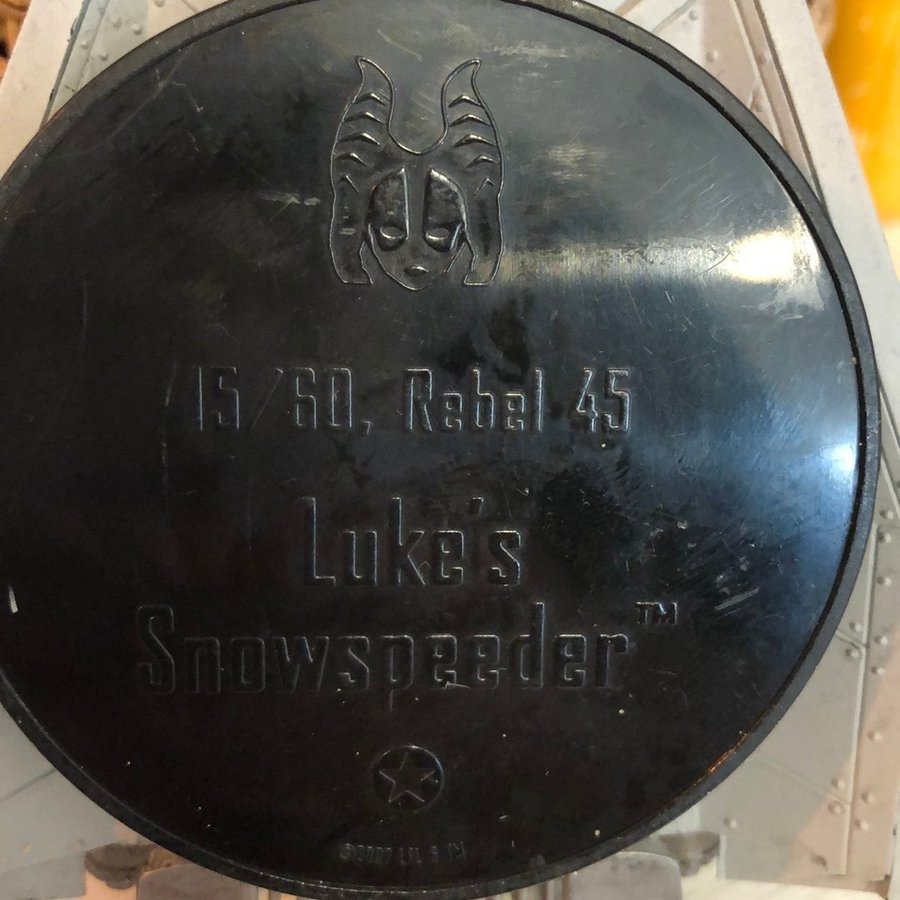 15/60, Rebel 45
Luke's
Snowspeeder™